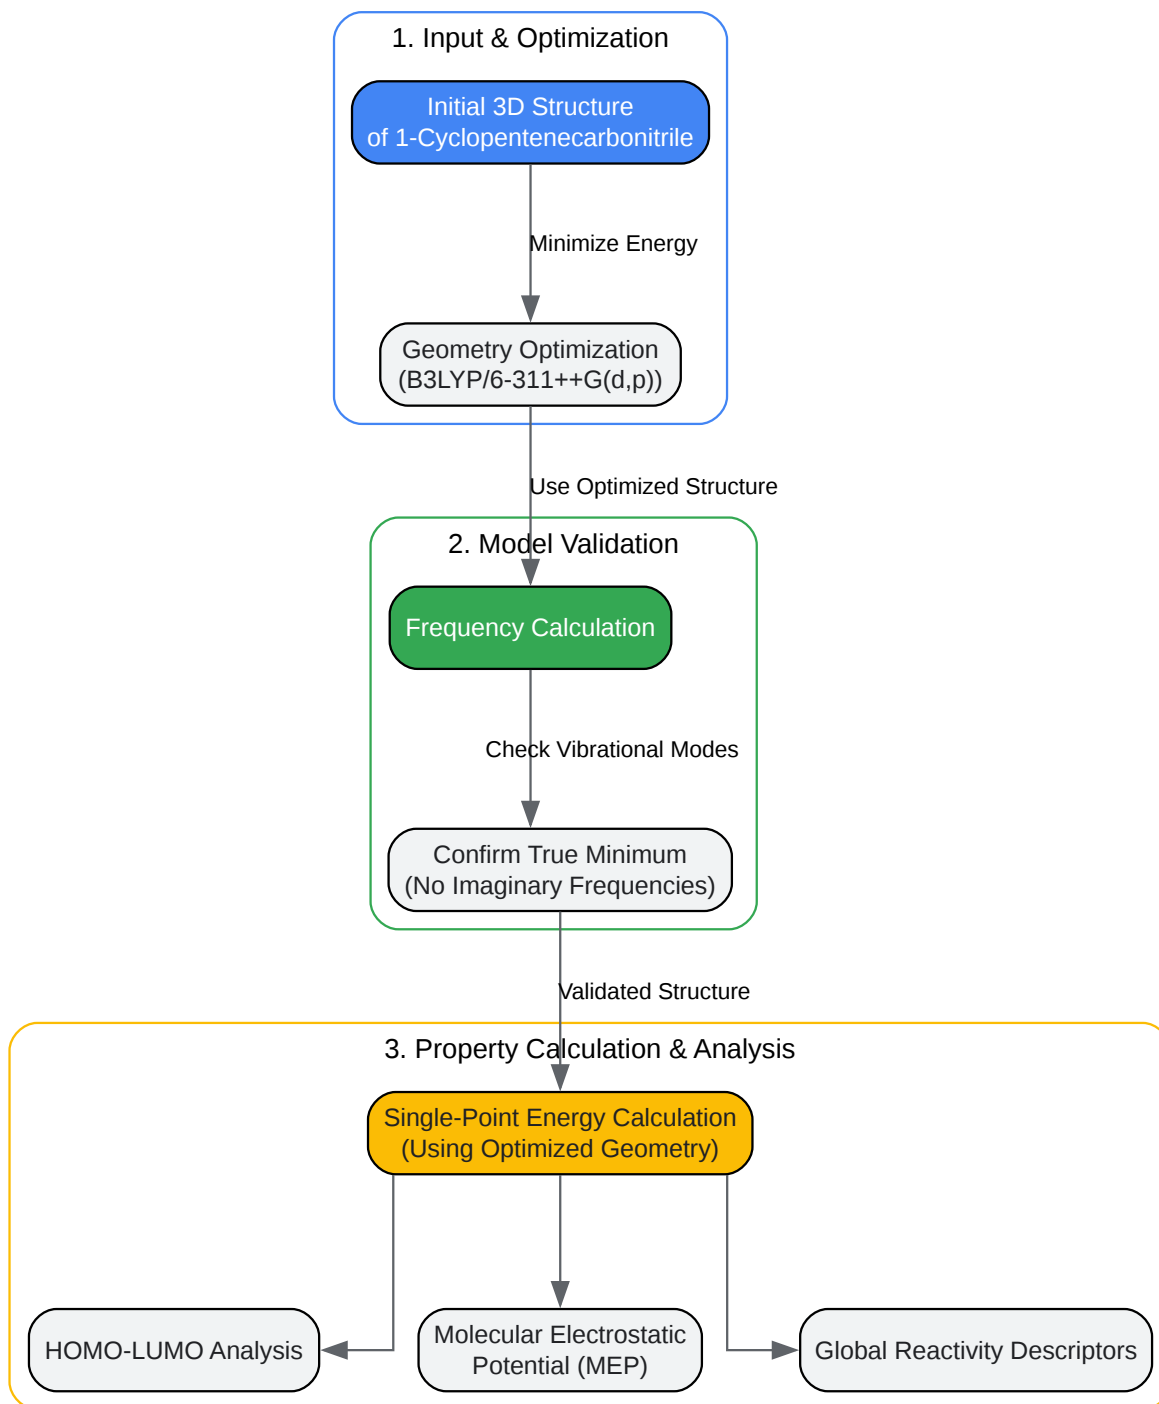 1. Input & Optimization
Initial 3D Structure
of 1-Cyclopentenecarbonitrile
Minimize Energy
Geometry Optimization
(B3LYP/6-311++G(d,p))
Use Optimized Structure
2. Model Validation
Frequency Calculation
Check Vibrational Modes
Confirm True Minimum
(No Imaginary Frequencies)
Validated Structure
3. Property Calculation & Analysis
Single-Point Energy Calculation
(Using Optimized Geometry)
HOMO-LUMO Analysis
Molecular Electrostatic
Potential (MEP)
Global Reactivity Descriptors